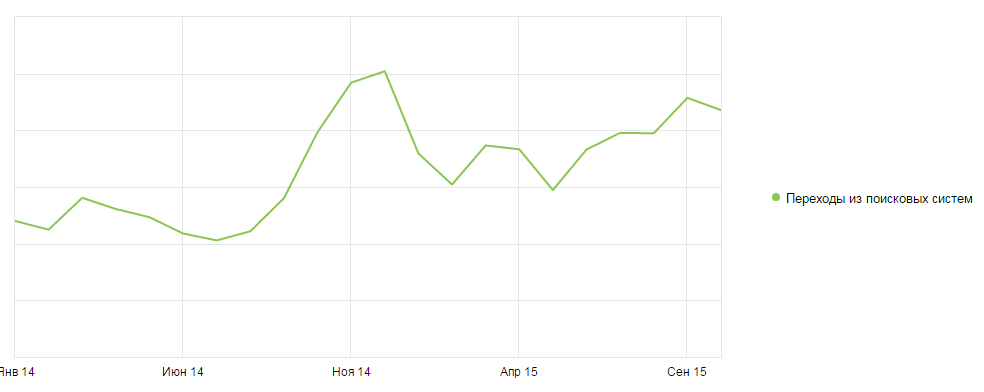 Переходы из поисковых систем
Янв 14
Июн 14
Ноя 14
Апр 15
Сен 15